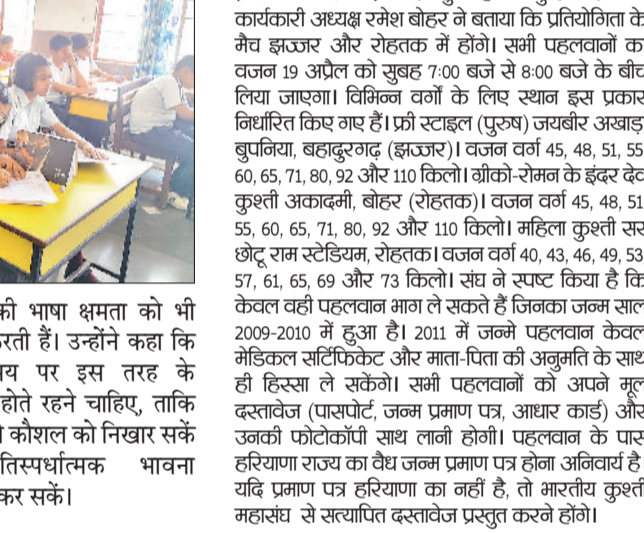 की भाषा क्षमता को भी
करती हैं। उन्होंने कहा कि
पर इस तरह के
होते रहने चाहिए, ताकि
कौशल को निखार सकें
भावना
कर सकें।
कार्यकारी अध्यक्ष रमेश बोहर ने बताया कि प्रतियोगिता के
मैच झज्जर और रोहतक में होंगे। सभी पहलवानों का
वजन 19 अप्रैल को सुबह 7:00 बजे से 8:00 बजे के बीच
लिया जाएगा। विभिन्न वर्गों के लिए स्थान इस प्रकार
निर्धारित किए गए हैं। फ्री स्टाइल (पुरुष) जयबीर अखाड़
बुपनिया, बहादुरगढ़ (झज्जर)। वजन वर्ग 45, 48, 51, 55
60, 65, 71, 80, 92 और 110 किलो। ग्रीको-रोमन के इंदर देव
कुश्ती अकादमी, बोहर (रोहतक)। वजन वर्ग 45, 48, 51
55, 60, 65, 71, 80, 92 और 110 किलो। महिला कुश्ती सर
छोटू राम स्टेडियम, रोहतक। वजन वर्ग 40, 43, 46, 49, 53
57, 61, 65, 69 और 73 किलो। संघ ने स्पष्ट किया है कि
केवल वही पहलवान भाग ले सकते हैं जिनका जन्म साल
2009-2010 में हुआ है। 2011 में जन्मे पहलवान केवल
मेडिकल सर्टिफिकेट और माता-पिता की अनुमति के साथ
ही हिस्सा ले सकेंगे। सभी पहलवानों को अपने मूल
दस्तावेज (पासपोर्ट, जन्म प्रमाण पत्र, आधार कार्ड) और
उनकी फोटोकॉपी साथ लानी होगी। पहलवान के पास
हरियाणा राज्य का वैध जन्म प्रमाण पत्र होना अनिवार्य है
यदि प्रमाण पत्र हरियाणा का नहीं है, तो भारतीय कुश्ती
महासंघ से सत्यापित दस्तावेज प्रस्तुत करने होंगे।